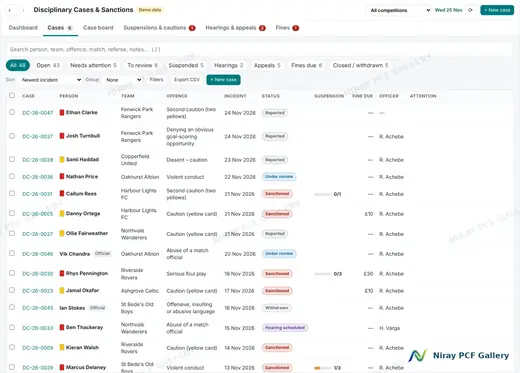 Disciplinary Cases & Sanctions Demo data All competitions Wed 25 Nov + New case
Dashboard Cases 6 Case board Suspensions & cautions 3 Hearings & appeals 2 Fines 1
Search person, team, offence, match, referee, notes... ( / )
All 48 Open 43 Needs attention 5 To review 6 Suspended 5 Hearings 2 Appeals 5 Fines due 6 Closed / withdrawn 5
Sort Newest incident Group None Filters Export CSV + New case
CASE PERSON TEAM OFFENCE INCIDENT STATUS SUSPENSION FINE DUE OFFICER ATTENTION
DC-26-0047 Ethan Clarke Fenwick Park Rangers Second caution (two yellows) 24 Nov 2026 Reported — —
DC-26-0037 Josh Turnbull Fenwick Park Rangers Denying an obvious goal-scoring opportunity 24 Nov 2026 Reported — R. Achebe
DC-26-0028 Sami Haddad Copperfield United Dissent – caution 23 Nov 2026 Reported — R. Achebe
DC-26-0036 Nathan Price Oakhurst Albion Violent conduct 22 Nov 2026 Under review — R. Achebe
DC-26-0031 Callum Rees Harbour Lights FC Second caution (two yellows) 21 Nov 2026 Sanctioned 0/1 — R. Achebe
DC-26-0005 Danny Ortega Harbour Lights FC Caution (yellow card) 21 Nov 2026 Sanctioned £10 R. Achebe
DC-26-0027 Ollie Fairweather Northvale Wanderers Caution (yellow card) 21 Nov 2026 Reported — R. Achebe
DC-26-0048 Vik Chandra Official Oakhurst Albion Abuse of a match official 20 Nov 2026 Under review — R. Achebe
DC-26-0030 Rhys Pennington Riverside Rovers Serious foul play 18 Nov 2026 Sanctioned 0/3 £30 R. Achebe
DC-26-0023 Jamal Okafor Ashgrove Celtic Caution (yellow card) 17 Nov 2026 Sanctioned £10 R. Achebe
DC-26-0045 Ian Stokes Official St Bede's Old Boys Offensive, insulting or abusive language 16 Nov 2026 Withdrawn — R. Achebe
DC-26-0033 Ben Thackeray Northvale Wanderers Abuse of a match official 15 Nov 2026 Hearing scheduled — H. Varga
DC-26-0009 Kieran Walsh Riverside Rovers Caution (yellow card) 14 Nov 2026 Sanctioned — R. Achebe
DC-26-0029 Marcus Delaney St Bede's Old Boys Violent conduct 13 Nov 2026 Sanctioned 1/3 — R. Achebe
Niray PCF Gallery